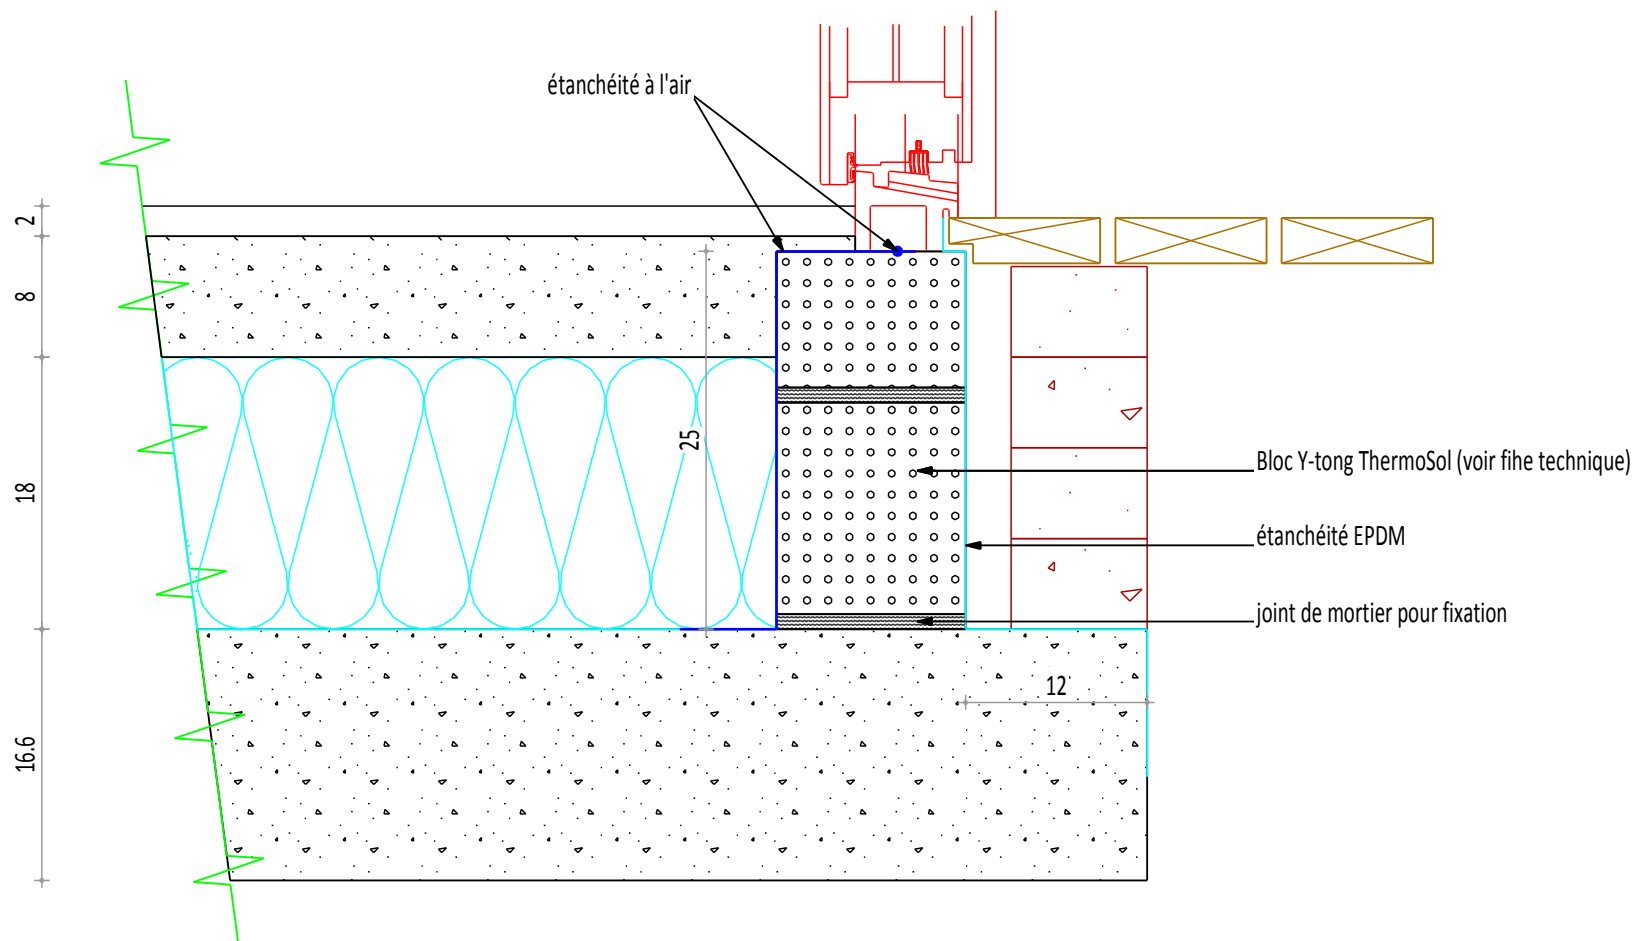 étanchéité à l'air
2
8
25
18
Bloc Y-tong ThermoSol (voir fihe technique)
étanchéité EPDM
joint de mortier pour fixation
12
16.6